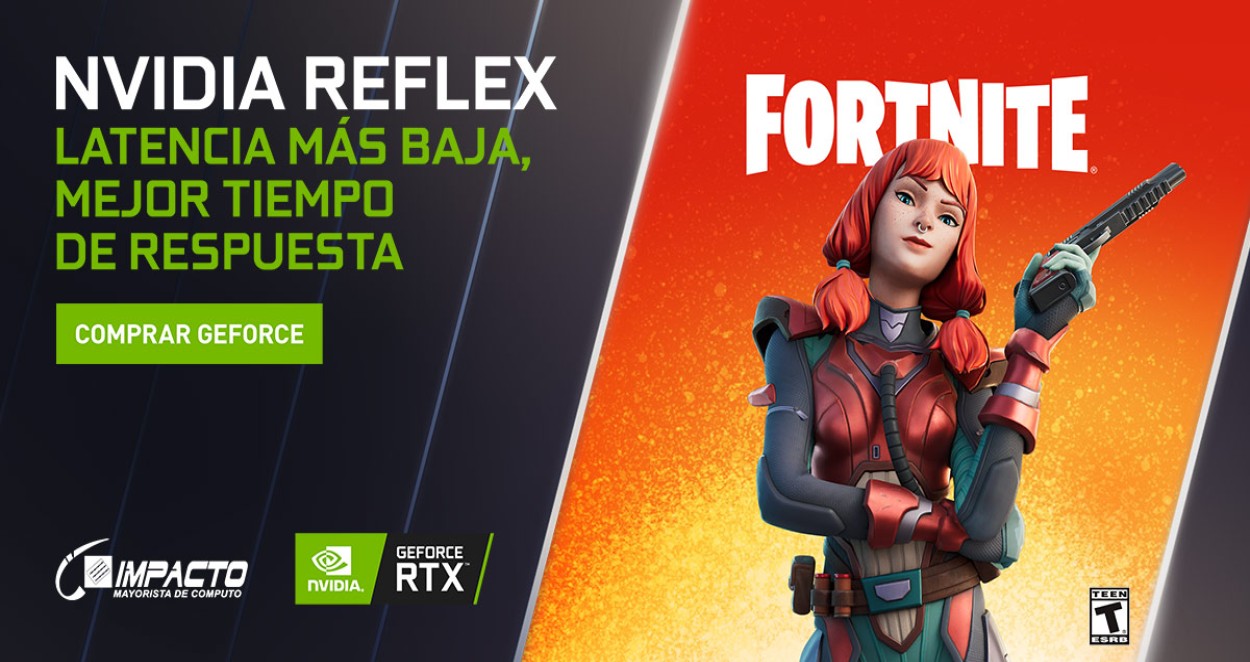 NVIDIA REFLEX
LATENCIA MÁS BAJA,
MEJOR TIEMPO
DE RESPUESTA
COMPRAR GEFORCE
IMPACTO
MAYORISTA DE COMPUTO
NVIDIA.
GEFORCE
RTX™
FORTNITE®
TEEN
T
ESRB